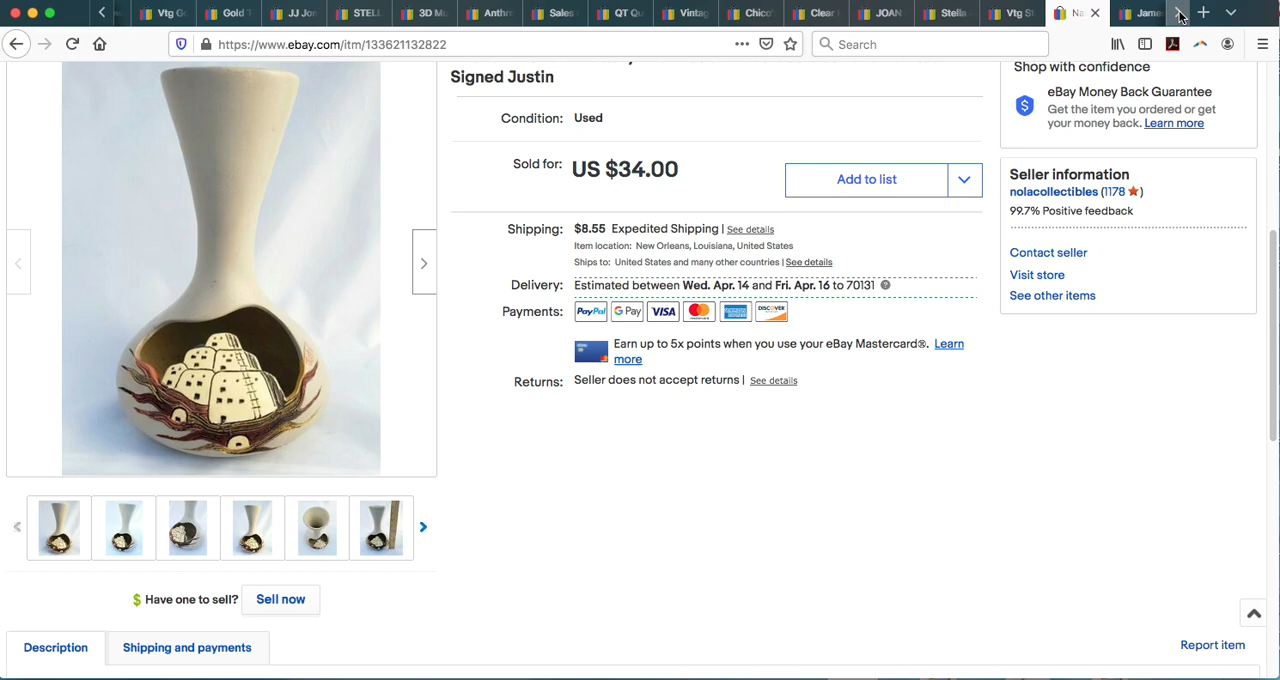 Vtg G
Gold
JJ Jo
STELL
3D M
Anthr
Sales
QT Q
Vintag
Chico'
Clear
JOAN
Stella
Vtg S
Na
Jame
https://www.ebay.com/itm/133621132822
Search
Signed Justin
Condition: Used
Sold for: US $34.00
Add to list
Shipping: $8.55 Expedited Shipping | See details
Item location: New Orleans, Louisiana, United States
Ships to: United States and many other countries | See details
Delivery: Estimated between Wed. Apr. 14 and Fri. Apr. 16 to 70131
Payments: PayPal G Pay VISA MasterCard AMERICAN EXPRESS DISCOVER
Earn up to 5x points when you use your eBay Mastercard®. Learn
more
Returns: Seller does not accept returns | See details
Shop with confidence
eBay Money Back Guarantee
Get the item you ordered or get
your money back. Learn more
Seller information
nolacollectibles (1178)
99.7% Positive feedback
Contact seller
Visit store
See other items
Have one to sell? Sell now
Description
Shipping and payments
Report item